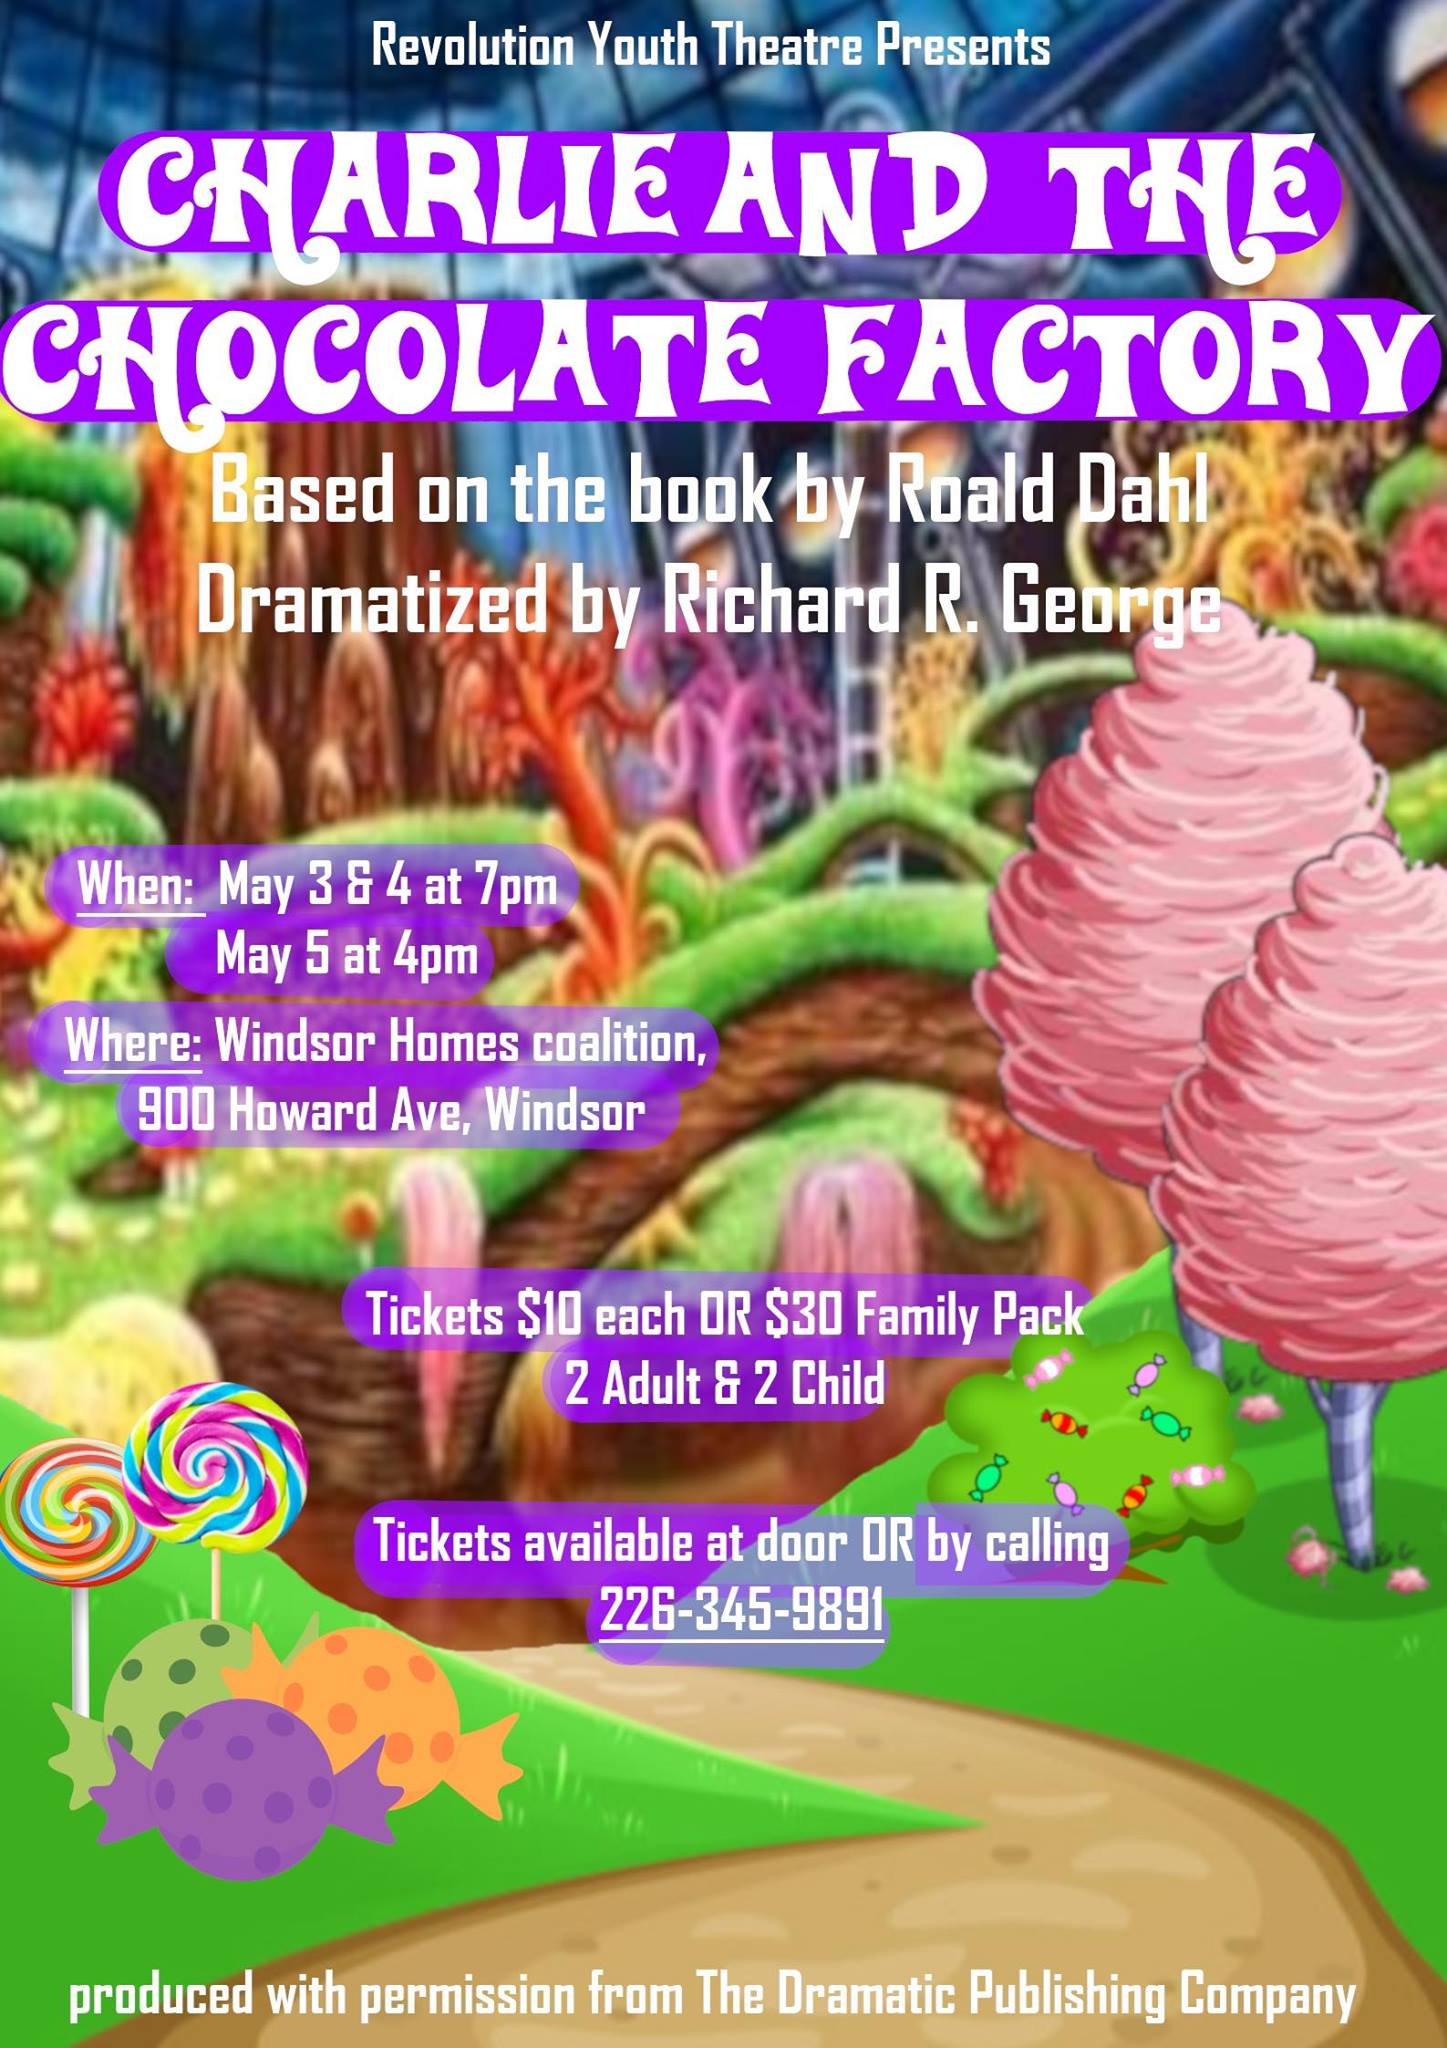 Revolution Youth Theatre Presents
CHARLIE AND THE
CHOCOLATE FACTORY
Based on the book by Roald Dahl
Dramatized by Richard R. George
When: May 3 & 4 at 7pm
May 5 at 4pm
Where: Windsor Homes coalition,
900 Howard Ave, Windsor
Tickets $10 each OR $30 Family Pack
2 Adult & 2 Child
Tickets available at door OR by calling
226-345-9891
produced with permission from The Dramatic Publishing Company